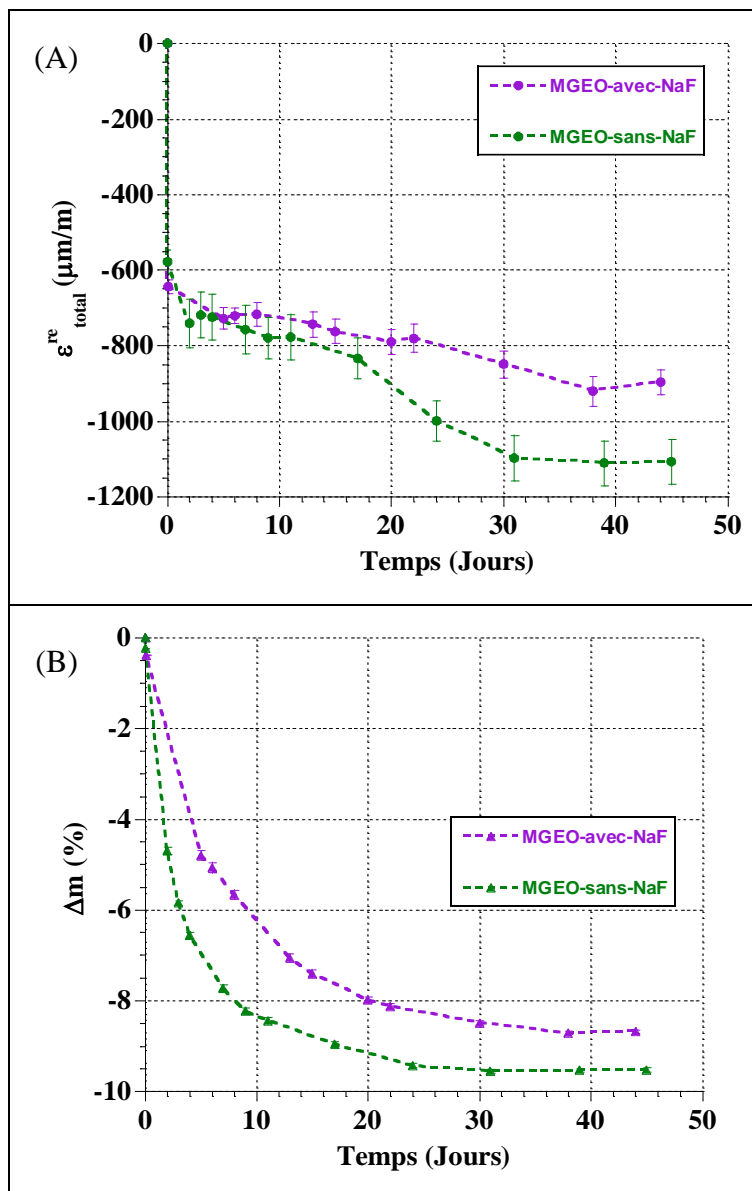 (A)
0
-200
-400
-600
-800
-1000
-1200
ε^re_total (µm/m)
MGEO-avec-NaF
MGEO-sans-NaF
0 10 20 30 40 50
Temps (Jours)
(B)
0
-2
-4
-6
-8
-10
Δm (%)
MGEO-avec-NaF
MGEO-sans-NaF
0 10 20 30 40 50
Temps (Jours)